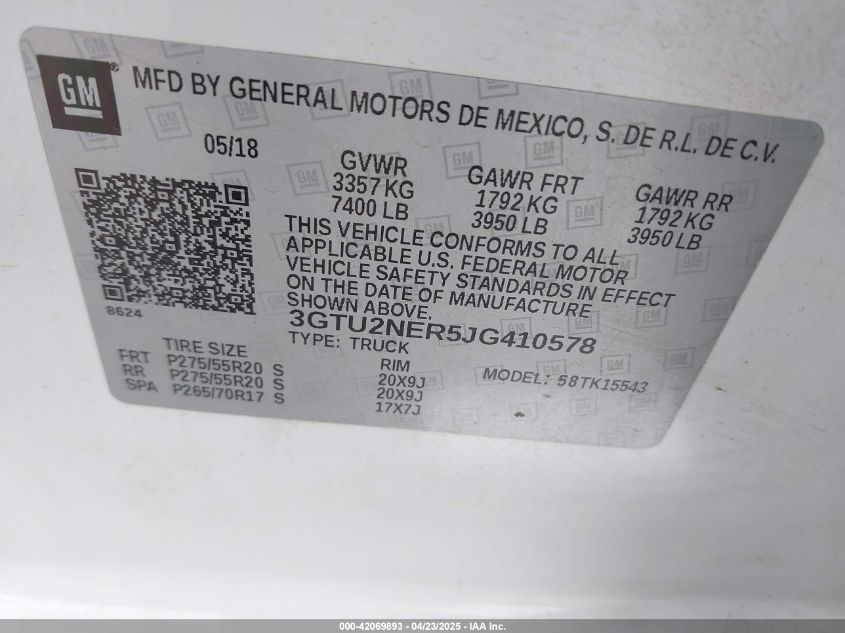 GM
MFD BY GENERAL MOTORS DE MEXICO, S. DE R.L. DE C.V.
05/18
GVWR
3357 KG
7400 LB
GAWR FRT
1792 KG
3950 LB
GAWR RR
1792 KG
3950 LB
THIS VEHICLE CONFORMS TO ALL
APPLICABLE U.S. FEDERAL MOTOR
VEHICLE SAFETY STANDARDS IN EFFECT
ON THE DATE OF MANUFACTURE
SHOWN ABOVE.
8624
3GTU2NER5JG410578
TYPE: TRUCK
MODEL: 58TK15543
TIRE SIZE RIM
FRT P275/55R20 S 20X9J
RR P275/55R20 S 20X9J
SPA P265/70R17 S 17X7J
000-42069893 - 04/23/2025 - IAA Inc.